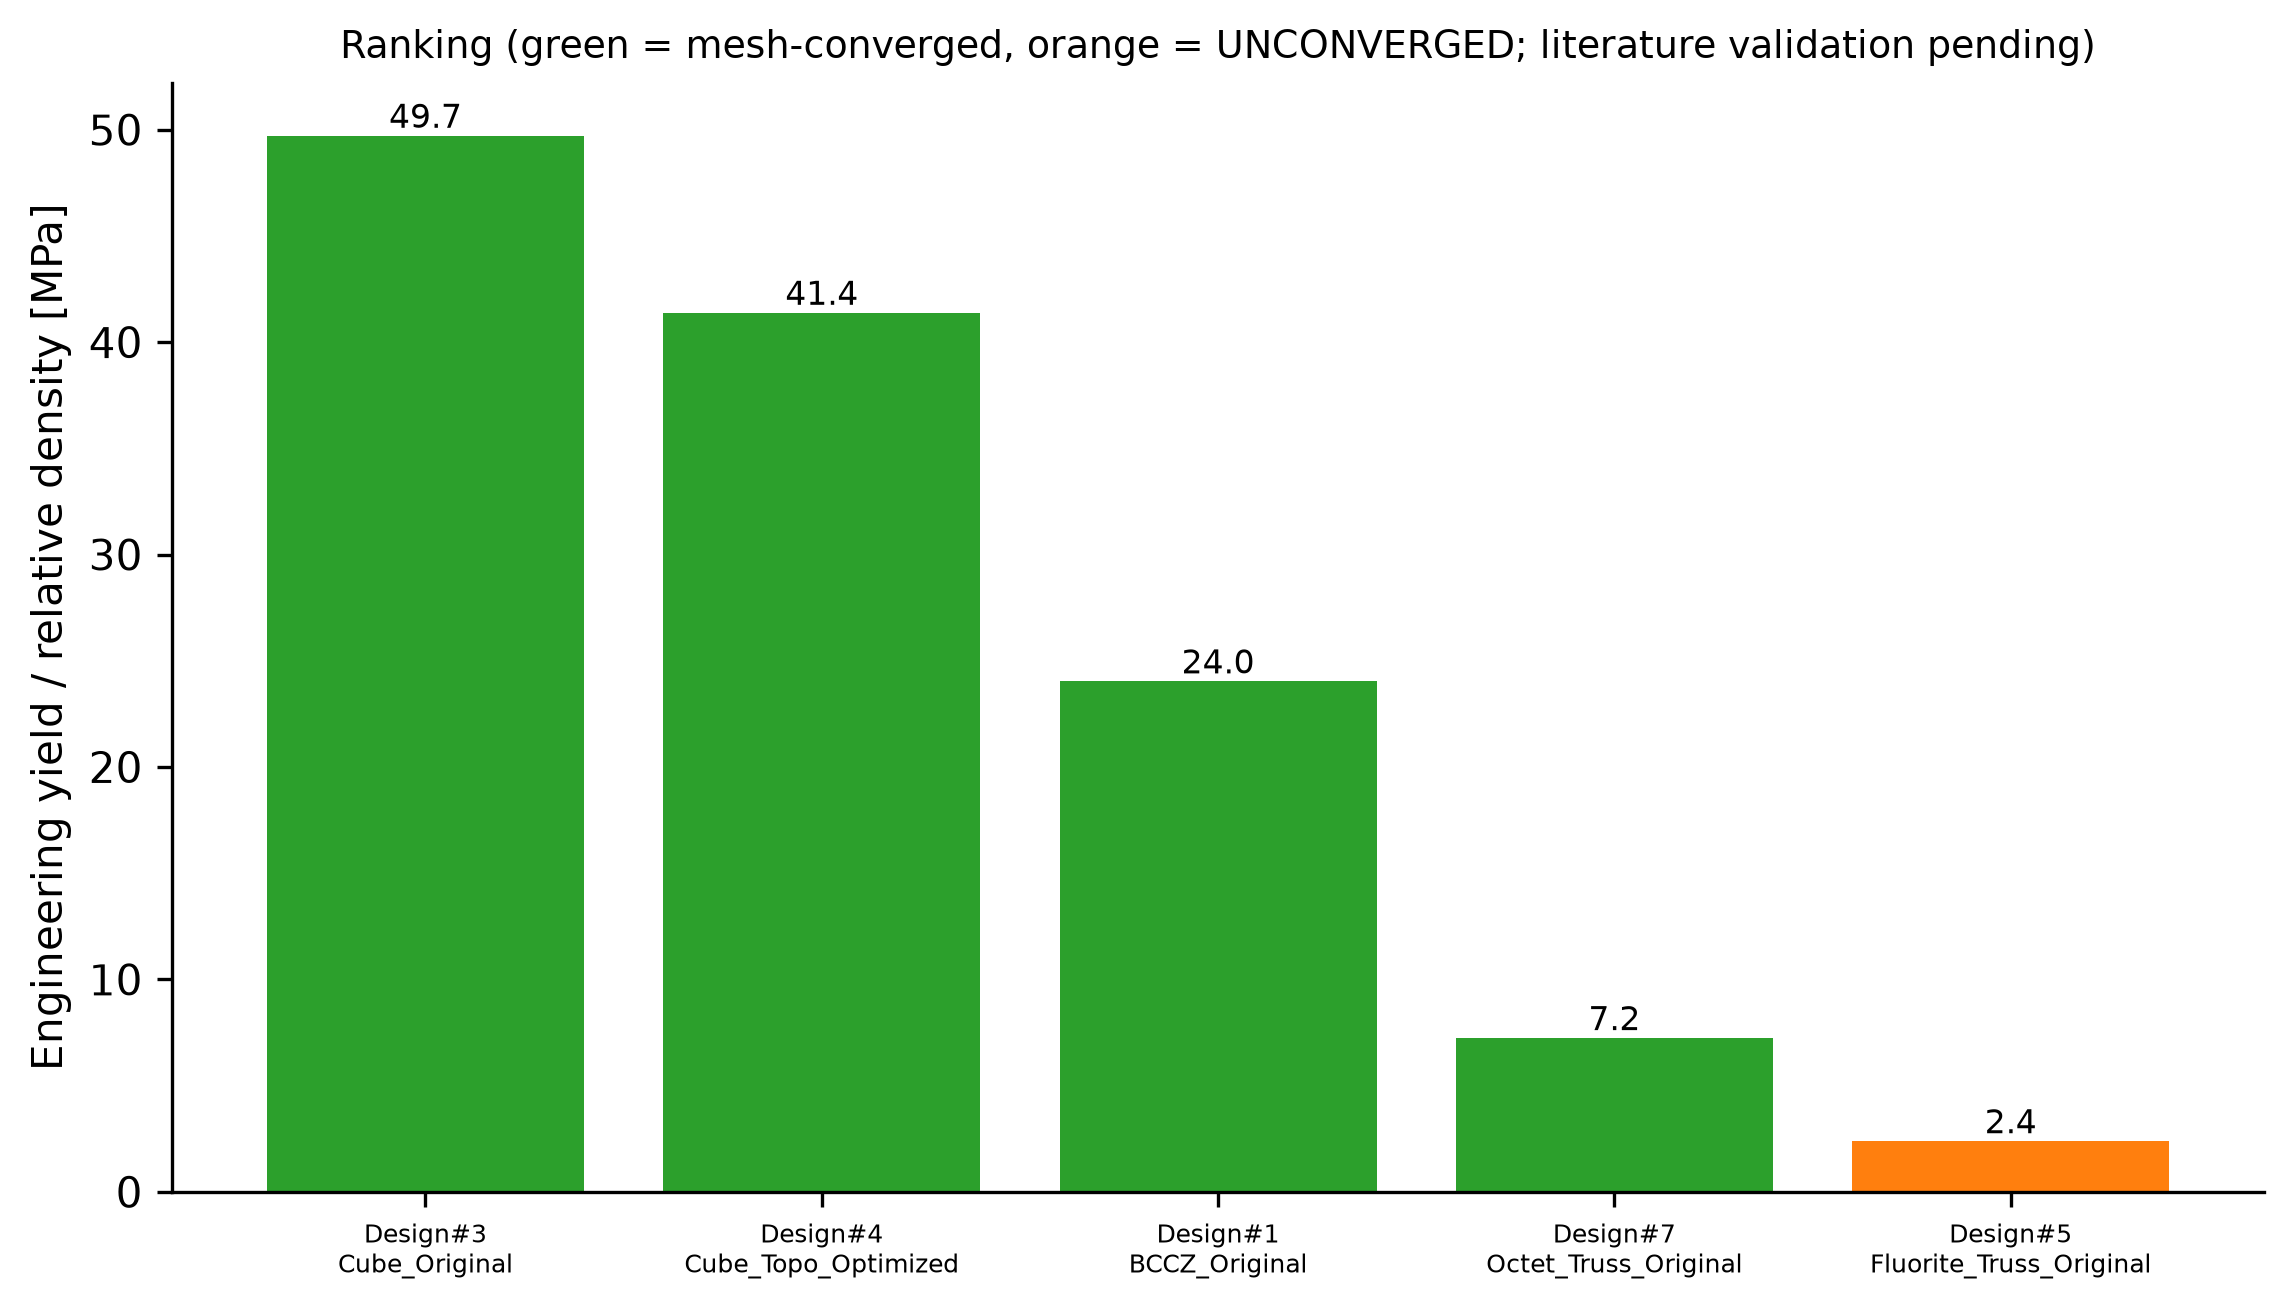 Ranking (green = mesh-converged, orange = UNCONVERGED; literature validation pending)
Engineering yield / relative density [MPa]
50
40
30
20
10
0
49.7
41.4
24.0
7.2
2.4
Design#3
Cube_Original
Design#4
Cube_Topo_Optimized
Design#1
BCCZ_Original
Design#7
Octet_Truss_Original
Design#5
Fluorite_Truss_Original